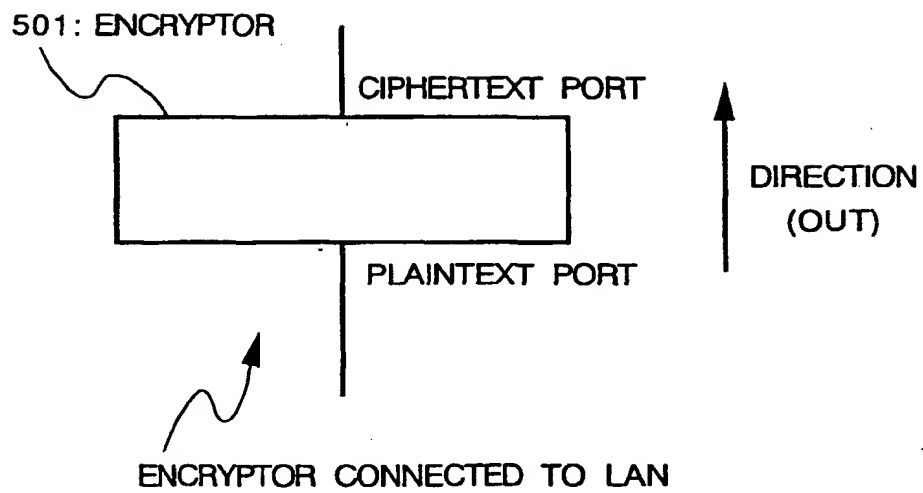 501: ENCRYPTOR
CIPHERTEXT PORT
DIRECTION
(OUT)
PLAINTEXT PORT
ENCRYPTOR CONNECTED TO LAN